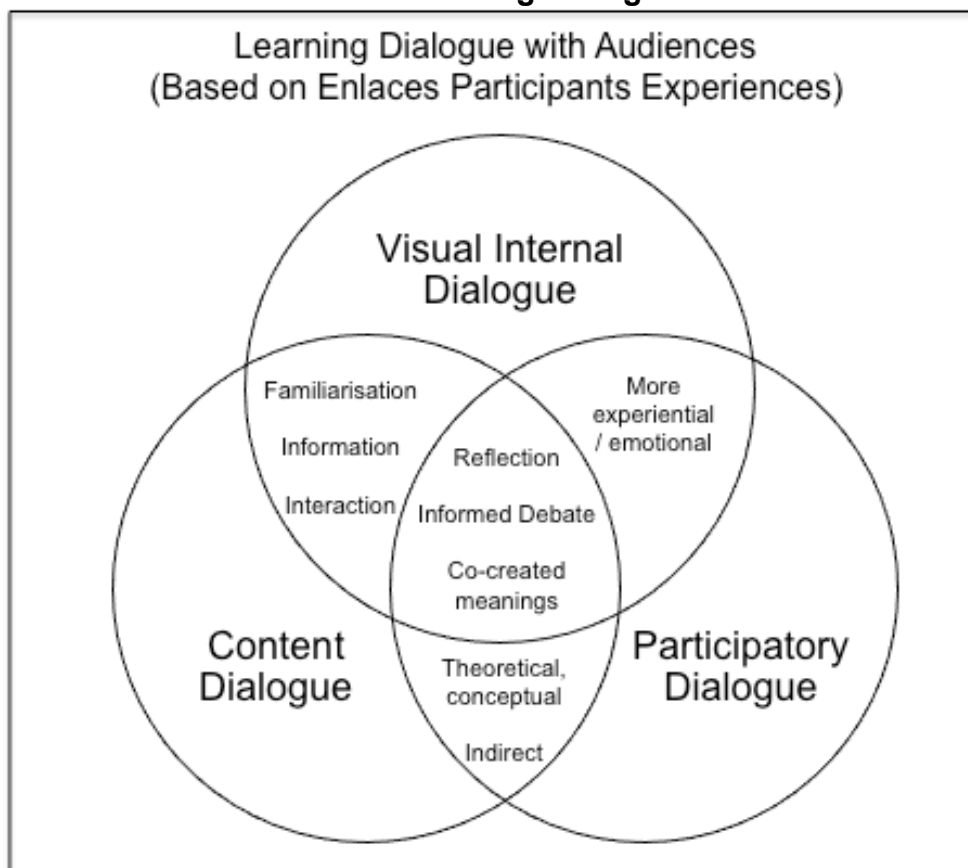 Learning Dialogue with Audiences
(Based on Enlaces Participants Experiences)
Visual Internal
Dialogue
Familiarisation
Information
Interaction
More
experiential
/ emotional
Reflection
Informed Debate
Co-created
meanings
Content
Dialogue
Participatory
Dialogue
Theoretical,
conceptual
Indirect